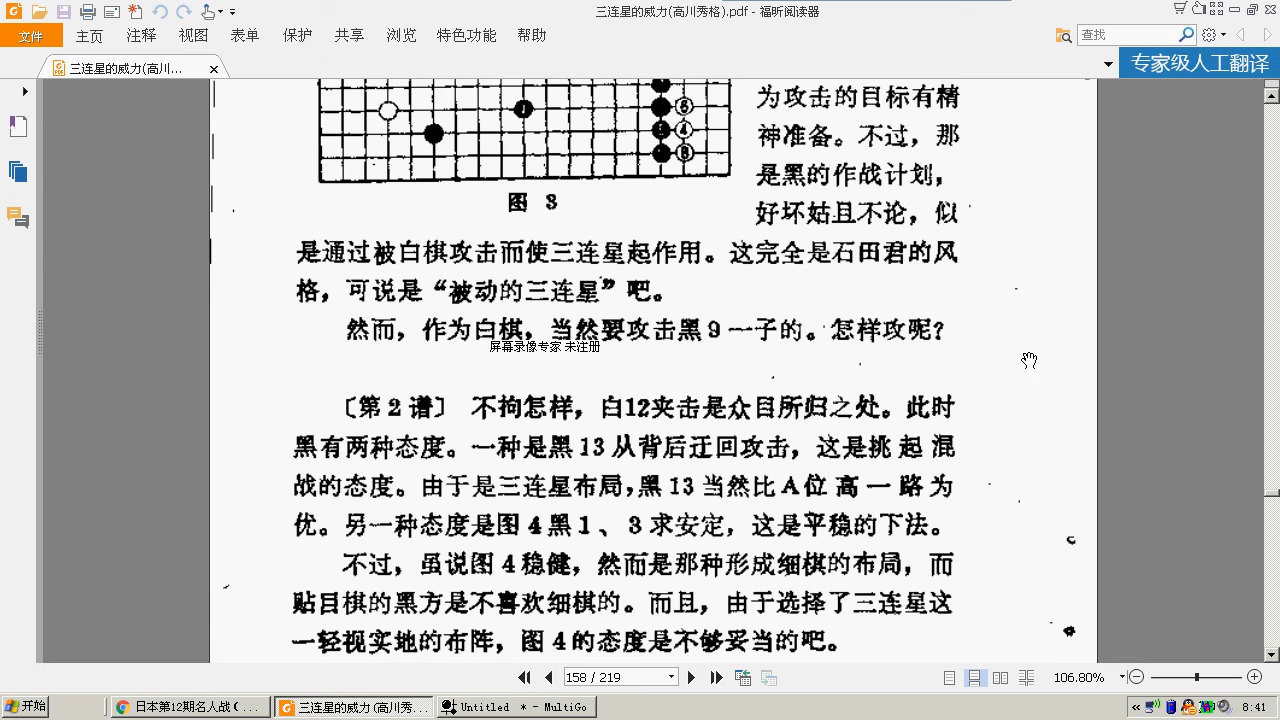 三连星的威力(高川秀格).pdf - 福昕阅读器
文件 主页 注释 视图 表单 保护 共享 浏览 特色功能 帮助
查找
三连星的威力(高川...
专家级人工翻译
为攻击的目标有精
神准备。不过，那
是黑的作战计划，
图 3
好坏姑且不论，似
是通过被白棋攻击而使三连星起作用。这完全是石田君的风
格，可说是“被动的三连星”吧。
然而，作为白棋，当然要攻击黑9一子的。怎样攻呢？
屏幕录像专家 未注册
〔第2谱〕 不拘怎样，白12夹击是众目所归之处。此时
黑有两种态度。一种是黑13从背后迂回攻击，这是挑起混
战的态度。由于是三连星布局，黑13当然比A位高一路为
优。另一种态度是图4黑1、3求安定，这是平稳的下法。
不过，虽说图4稳健，然而是那种形成细棋的布局，而
贴目棋的黑方是不喜欢细棋的。而且，由于选择了三连星这
一轻视实地的布阵，图4的态度是不够妥当的吧。
158 / 219
106.80%
开始
日本第12期名人战 (...
三连星的威力(高川秀...
Untitled * - MultiGo
8:41